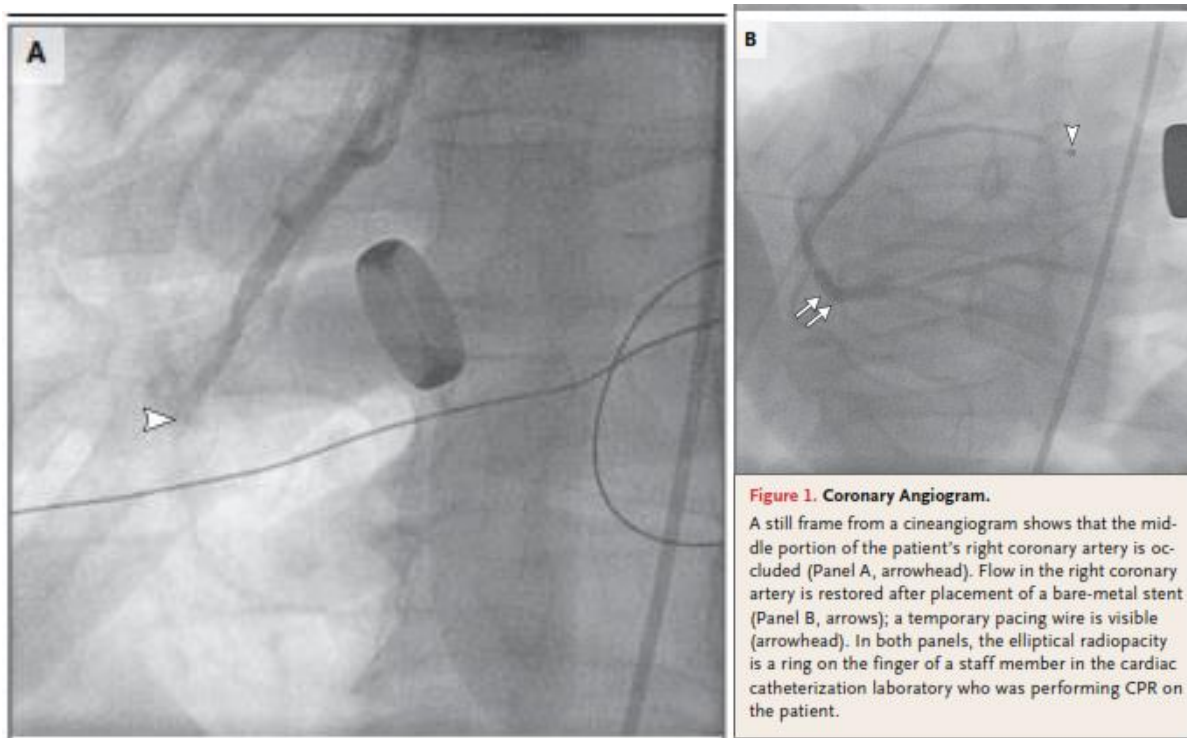 A
B
Figure 1. Coronary Angiogram.
A still frame from a cineangiogram shows that the mid-
dle portion of the patient's right coronary artery is oc-
cluded (Panel A, arrowhead). Flow in the right coronary
artery is restored after placement of a bare-metal stent
(Panel B, arrows); a temporary pacing wire is visible
(arrowhead). In both panels, the elliptical radiopacity
is a ring on the finger of a staff member in the cardiac
catheterization laboratory who was performing CPR on
the patient.